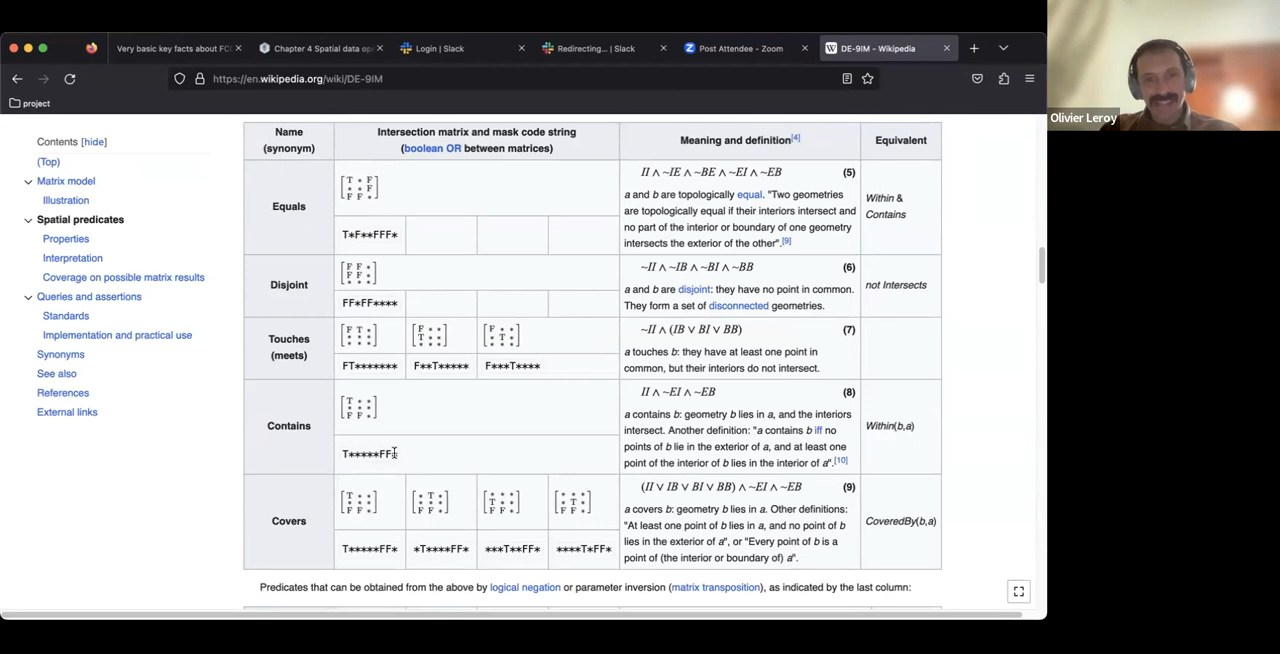 Very basic key facts about FC
Chapter 4 Spatial data op
Login | Slack
Redirecting... | Slack
Post Attendee - Zoom
DE-9IM - Wikipedia
https://en.wikipedia.org/wiki/DE-9IM
project
Olivier Leroy
Contents [hide]
(Top)
Matrix model
Illustration
Spatial predicates
Properties
Interpretation
Coverage on possible matrix results
Queries and assertions
Standards
Implementation and practical use
Synonyms
See also
References
External links
Name
(synonym)
Intersection matrix and mask code string
(boolean OR between matrices)
Meaning and definition[4]
Equivalent
Equals
T * F
* * F
F F *
T*F**FFF*
II ∧ ~IE ∧ ~BE ∧ ~EI ∧ ~EB (5)
a and b are topologically equal. "Two geometries
are topologically equal if their interiors intersect and
no part of the interior or boundary of one geometry
intersects the exterior of the other".[9]
Within &
Contains
Disjoint
F F *
F F *
* * *
FF*FF****
~II ∧ ~IB ∧ ~BI ∧ ~BB (6)
a and b are disjoint: they have no point in common.
They form a set of disconnected geometries.
not Intersects
Touches
(meets)
F T * F * * F * *
* * * T * * * T *
* * * * * * * * *
FT******* F**T***** F***T****
~II ∧ (IB ∨ BI ∨ BB) (7)
a touches b: they have at least one point in
common, but their interiors do not intersect.
Contains
T * *
* * *
F F *
T*****FF
II ∧ ~EI ∧ ~EB (8)
a contains b: geometry b lies in a, and the interiors
intersect. Another definition: "a contains b iff no
points of b lie in the exterior of a, and at least one
point of the interior of b lies in the interior of a".[10]
Within(b,a)
Covers
T * * * T * * * * * * *
* * * * * * T * * * T *
F F * F F * F F * F F *
T*****FF* *T****FF* ***T**FF* ****T*FF*
(II ∨ IB ∨ BI ∨ BB) ∧ ~EI ∧ ~EB (9)
a covers b: geometry b lies in a. Other definitions:
"At least one point of b lies in a, and no point of b
lies in the exterior of a", or "Every point of b is a
point of (the interior or boundary of) a".
CoveredBy(b,a)
Predicates that can be obtained from the above by logical negation or parameter inversion (matrix transposition), as indicated by the last column: